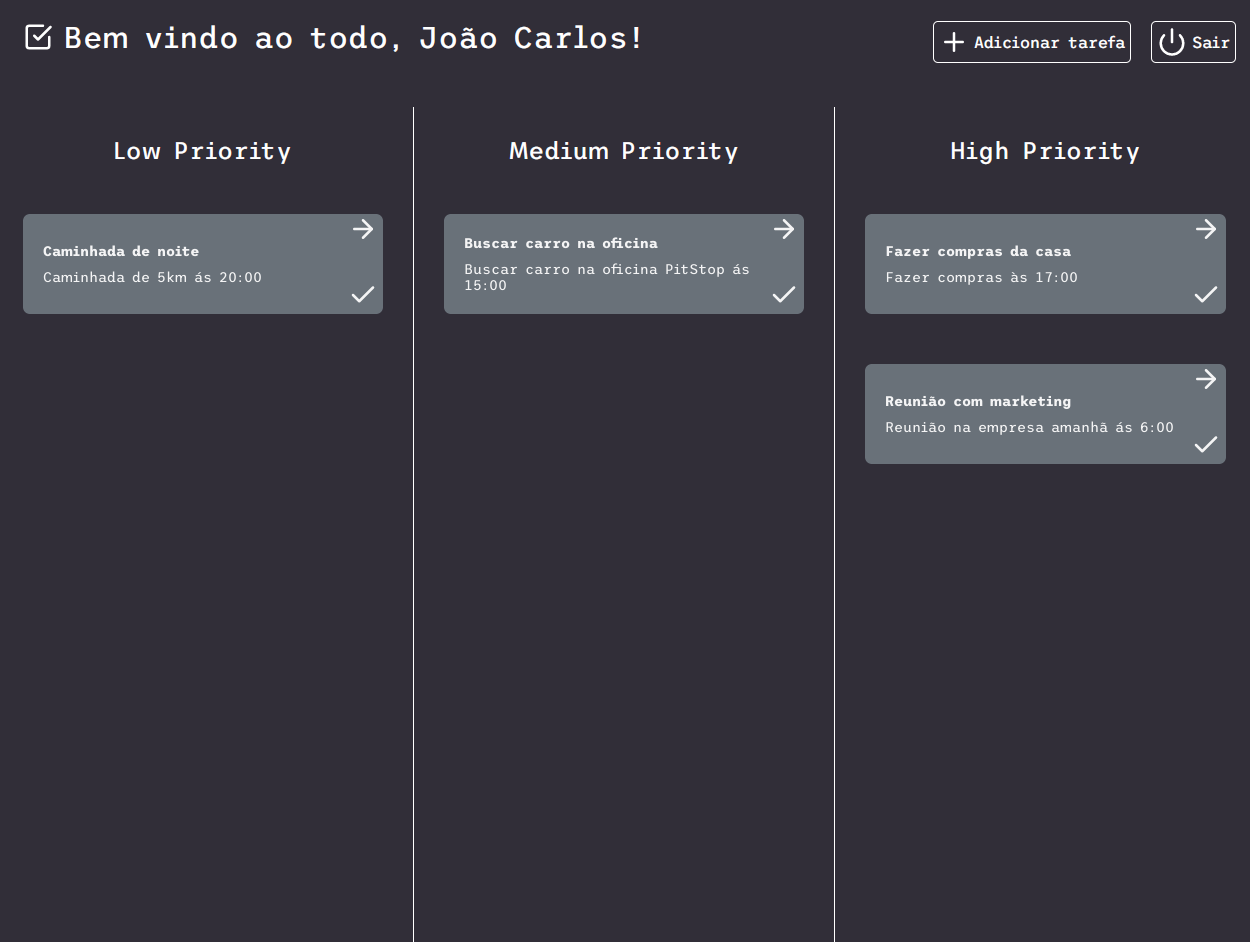 Bem vindo ao todo, João Carlos!
Adicionar tarefa
Sair
Low Priority
Caminhada de noite
Caminhada de 5km ás 20:00
Medium Priority
Buscar carro na oficina
Buscar carro na oficina PitStop ás
15:00
High Priority
Fazer compras da casa
Fazer compras às 17:00
Reunião com marketing
Reunião na empresa amanhã ás 6:00